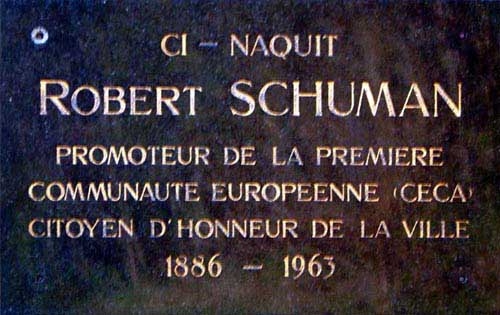 CI – NAQUIT
ROBERT SCHUMAN
PROMOTEUR DE LA PREMIERE
COMMUNAUTE EUROPEENNE (CECA)
CITOYEN D'HONNEUR DE LA VILLE
1886 – 1963